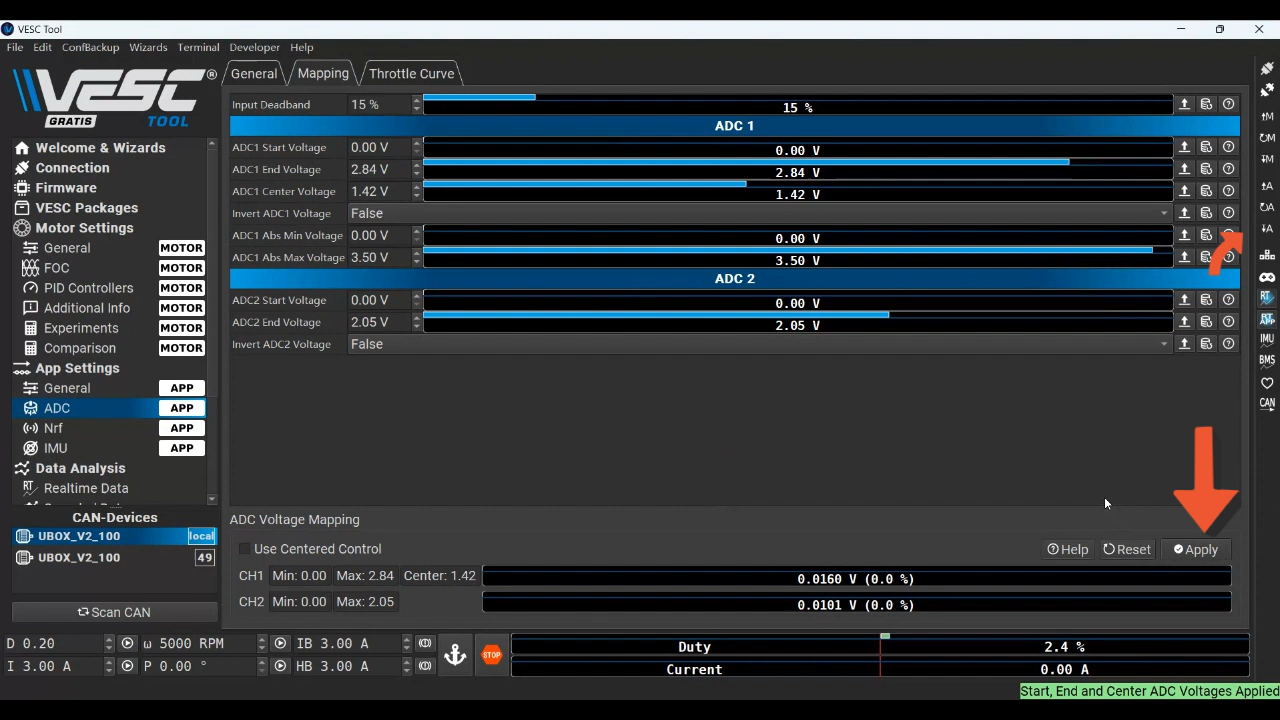 VESC Tool
File Edit ConfBackup Wizards Terminal Developer Help
VESC®
GRATIS TOOL
General Mapping Throttle Curve
Input Deadband 15 % 15 %
ADC 1
ADC1 Start Voltage 0.00 V 0.00 V
ADC1 End Voltage 2.84 V 2.84 V
ADC1 Center Voltage 1.42 V 1.42 V
Invert ADC1 Voltage False
ADC1 Abs Min Voltage 0.00 V 0.00 V
ADC1 Abs Max Voltage 3.50 V 3.50 V
ADC 2
ADC2 Start Voltage 0.00 V 0.00 V
ADC2 End Voltage 2.05 V 2.05 V
Invert ADC2 Voltage False
Welcome & Wizards
Connection
Firmware
VESC Packages
Motor Settings
General MOTOR
FOC MOTOR
PID Controllers MOTOR
Additional Info MOTOR
Experiments MOTOR
Comparison MOTOR
App Settings
General APP
ADC APP
Nrf APP
IMU APP
Data Analysis
RT Realtime Data
CAN-Devices
UBOX_V2_100 local
UBOX_V2_100 49
Scan CAN
ADC Voltage Mapping
Use Centered Control Help Reset Apply
CH1 Min: 0.00 Max: 2.84 Center: 1.42 0.0160 V (0.0 %)
CH2 Min: 0.00 Max: 2.05 0.0101 V (0.0 %)
D 0.20 ω 5000 RPM IB 3.00 A
I 3.00 A P 0.00 ° HB 3.00 A
STOP
Duty 2.4 %
Current 0.00 A
Start, End and Center ADC Voltages Applied
M
M
M
A
A
A
RT
RT
APP
IMU
BMS
CAN